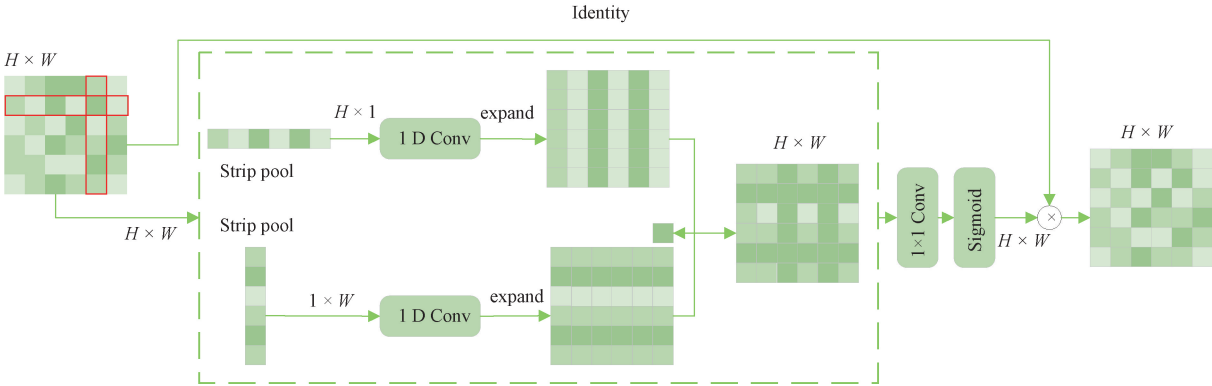 Identity
H × W
H × 1
1 D Conv
expand
Strip pool
H × W
H × W
Strip pool
H × W
1 × W
1 D Conv
expand
1×1 Conv
Sigmoid
H × W
×